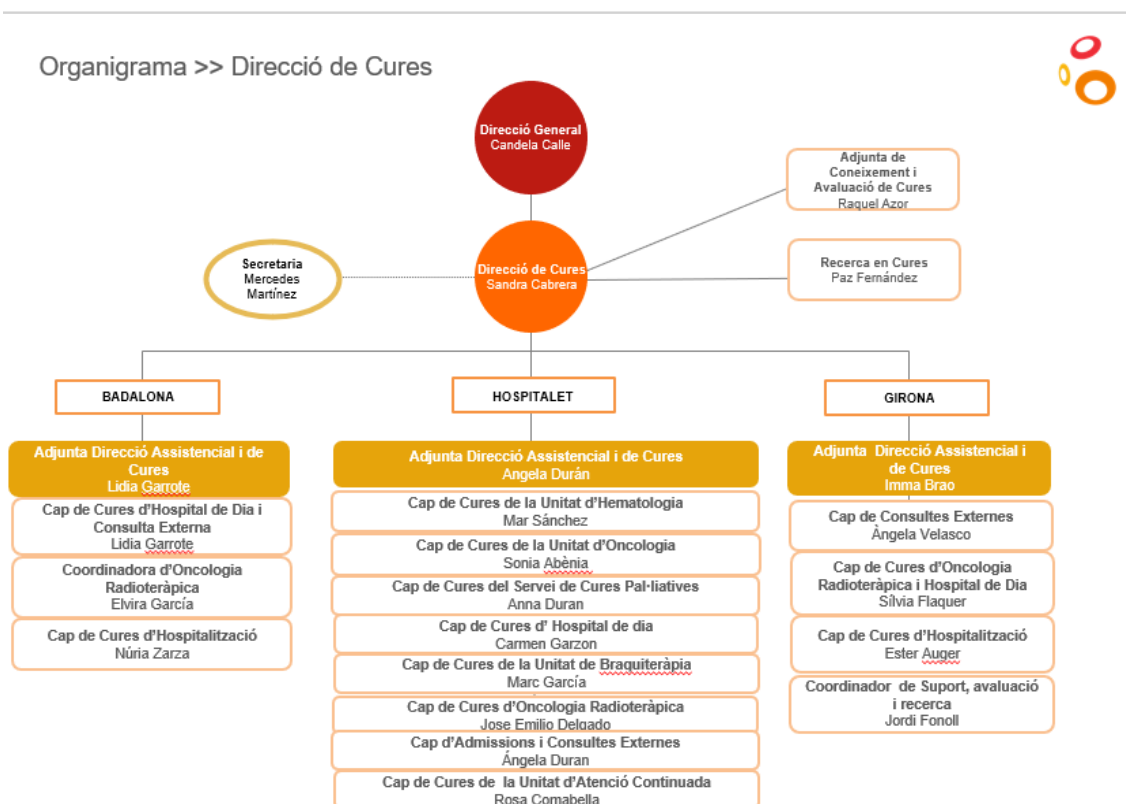 Organigrama >> Direcció de Cures
Direcció General
Candela Calle
Adjunta de
Coneixement i
Avaluació de Cures
Raquel Azor
Secretaria
Mercedes
Martínez
Direcció de Cures
Sandra Cabrera
Recerca en Cures
Paz Fernández
BADALONA
Adjunta Direcció Assistencial i de
Cures
Lidia Garrote
Cap de Cures d'Hospital de Dia i
Consulta Externa
Lidia Garrote
Coordinadora d'Oncologia
Radioteràpica
Elvira García
Cap de Cures d'Hospitalització
Núria Zarza
HOSPITALET
Adjunta Direcció Assistencial i de Cures
Angela Durán
Cap de Cures de la Unitat d'Hematologia
Mar Sánchez
Cap de Cures de la Unitat d'Oncologia
Sonia Abènia
Cap de Cures del Servei de Cures Pal·liatives
Anna Duran
Cap de Cures d' Hospital de dia
Carmen Garzon
Cap de Cures de la Unitat de Braquiteràpia
Marc García
Cap de Cures d'Oncologia Radioteràpica
Jose Emilio Delgado
Cap d'Admissions i Consultes Externes
Ángela Duran
Cap de Cures de la Unitat d'Atenció Continuada
Rosa Comabella
GIRONA
Adjunta Direcció Assistencial i
de Cures
Imma Brao
Cap de Consultes Externes
Àngela Velasco
Cap de Cures d'Oncologia
Radioteràpica i Hospital de Dia
Sílvia Flaquer
Cap de Cures d'Hospitalització
Ester Auger
Coordinador de Suport, avaluació
i recerca
Jordi Fonoll